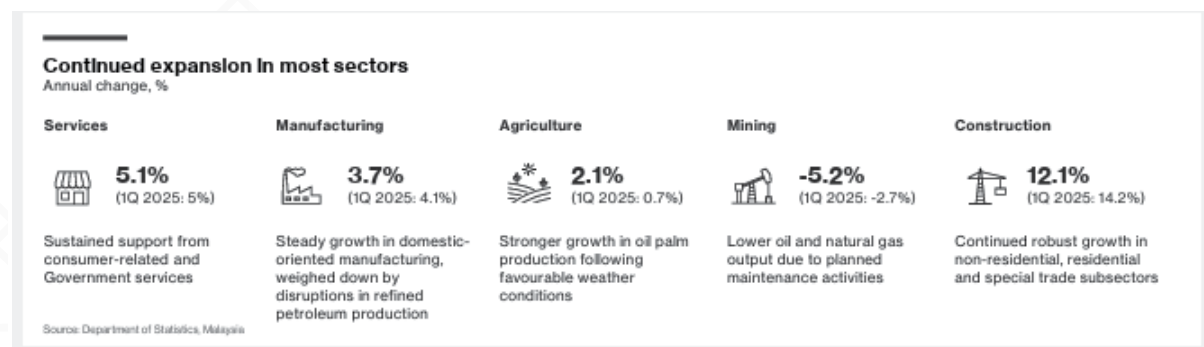 Continued expansion in most sectors
Annual change, %
Services
Manufacturing
Agriculture
Mining
Construction
5.1%
(1Q 2025: 5%)
3.7%
(1Q 2025: 4.1%)
2.1%
(1Q 2025: 0.7%)
-5.2%
(1Q 2025: -2.7%)
12.1%
(1Q 2025: 14.2%)
Sustained support from
consumer-related and
Government services
Steady growth in domestic-
oriented manufacturing,
weighed down by
disruptions in refined
petroleum production
Stronger growth in oil palm
production following
favourable weather
conditions
Lower oil and natural gas
output due to planned
maintenance activities
Continued robust growth in
non-residential, residential
and special trade subsectors
Source: Department of Statistics, Malaysia